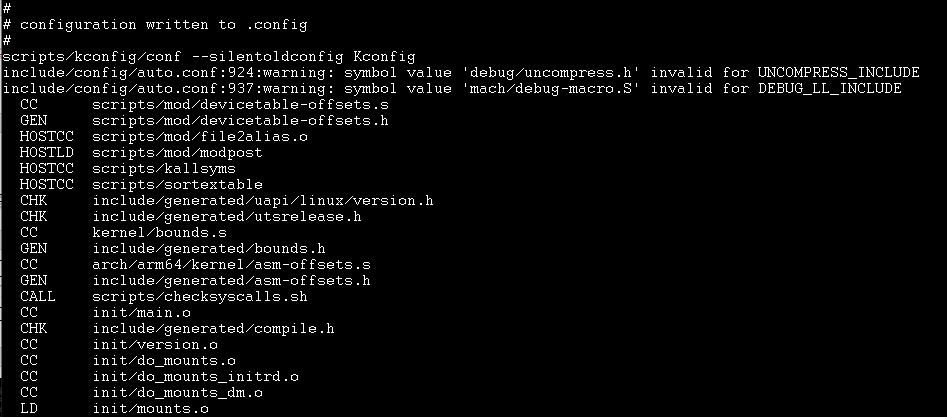 #
# configuration written to .config
#
scripts/kconfig/conf --silentoldconfig Kconfig
include/config/auto.conf:924:warning: symbol value 'debug/uncompress.h' invalid for UNCOMPRESS_INCLUDE
include/config/auto.conf:937:warning: symbol value 'mach/debug-macro.S' invalid for DEBUG_LL_INCLUDE
  CC      scripts/mod/devicetable-offsets.s
  GEN     scripts/mod/devicetable-offsets.h
  HOSTCC  scripts/mod/file2alias.o
  HOSTLD  scripts/mod/modpost
  HOSTCC  scripts/kallsyms
  HOSTCC  scripts/sortextable
  CHK     include/generated/uapi/linux/version.h
  CHK     include/generated/utsrelease.h
  CC      kernel/bounds.s
  GEN     include/generated/bounds.h
  CC      arch/arm64/kernel/asm-offsets.s
  GEN     include/generated/asm-offsets.h
  CALL    scripts/checksyscalls.sh
  CC      init/main.o
  CHK     include/generated/compile.h
  CC      init/version.o
  CC      init/do_mounts.o
  CC      init/do_mounts_initrd.o
  CC      init/do_mounts_dm.o
  LD      init/mounts.o